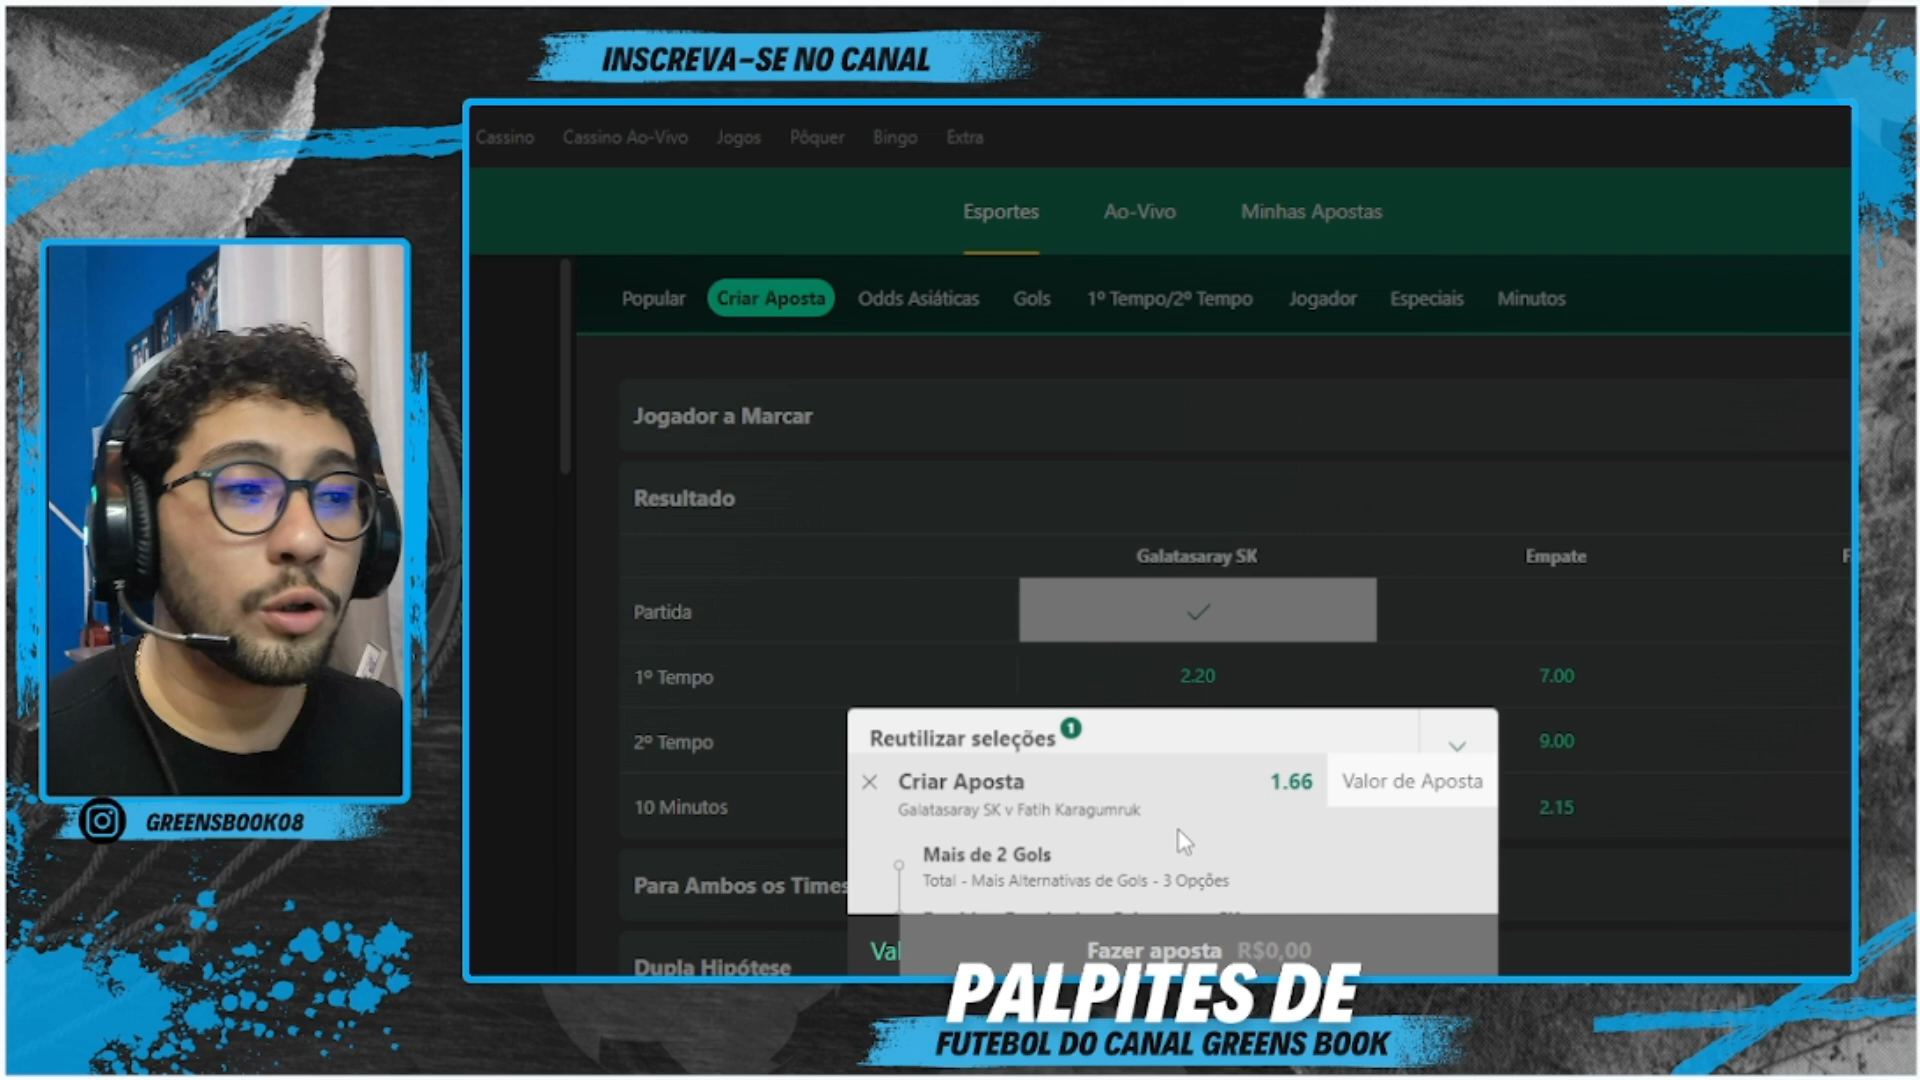 INSCREVA-SE NO CANAL
Cassino Cassino Ao-Vivo Jogos Pôquer Bingo Extra
Esportes Ao-Vivo Minhas Apostas
Popular Criar Aposta Odds Asiáticas Gols 1º Tempo/2º Tempo Jogador Especiais Minutos
Jogador a Marcar
Resultado
Galatasaray SK Empate F
Partida
1º Tempo 2.20 7.00
2º Tempo 9.00
10 Minutos 2.15
Para Ambos os Times
Dupla Hipótese
Reutilizar seleções 1
Criar Aposta 1.66 Valor de Aposta
Galatasaray SK v Fatih Karagumruk
Mais de 2 Gols
Total - Mais Alternativas de Gols - 3 Opções
Val
Fazer aposta R$0,00
GREENSBOOK08
PALPITES DE
FUTEBOL DO CANAL GREENS BOOK